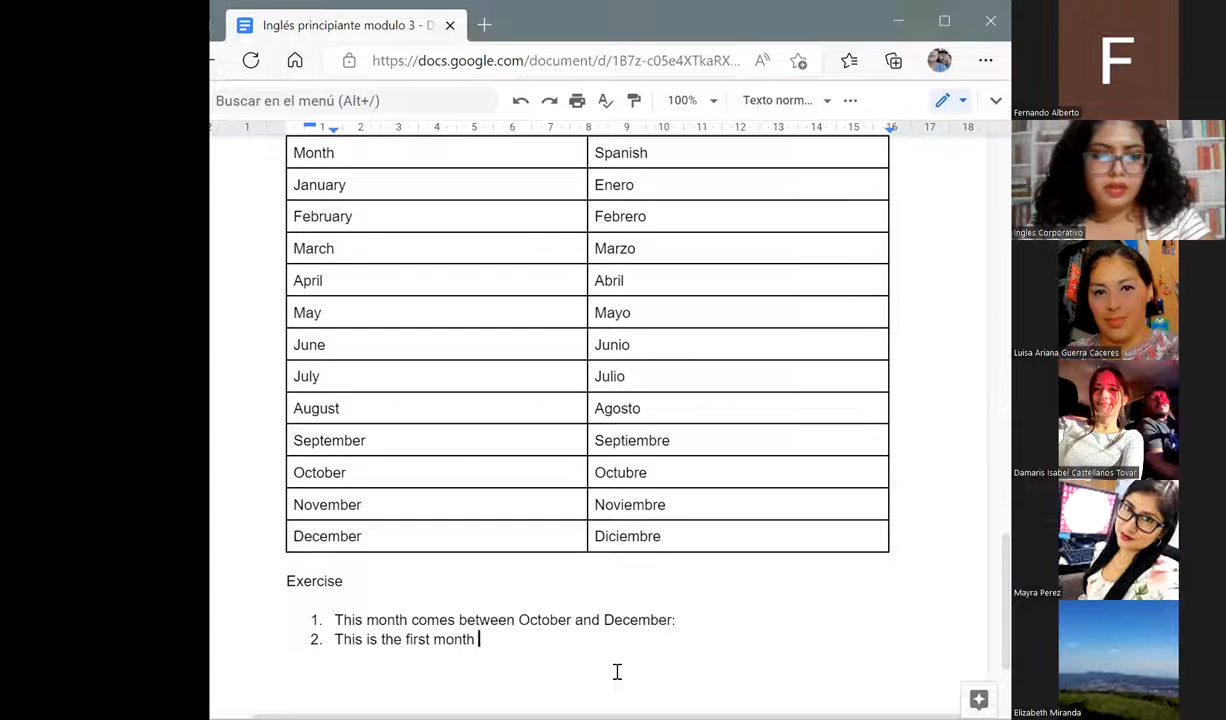 Inglés principiante modulo 3 - D
https://docs.google.com/document/d/1B7z-c05e4XTkaRX...
Buscar en el menú (Alt+/)
100%
Texto norm...
2 1 1 2 3 4 5 6 7 8 9 10 11 12 13 14 15 16 17 18
Month Spanish
January Enero
February Febrero
March Marzo
April Abril
May Mayo
June Junio
July Julio
August Agosto
September Septiembre
October Octubre
November Noviembre
December Diciembre
Exercise
1. This month comes between October and December:
2. This is the first month
F
Fernando Alberto
Ingles Corporativo
Luisa Ariana Guerra Caceres
Damaris Isabel Castellanos Tovar
Mayra Perez
Elizabeth Miranda